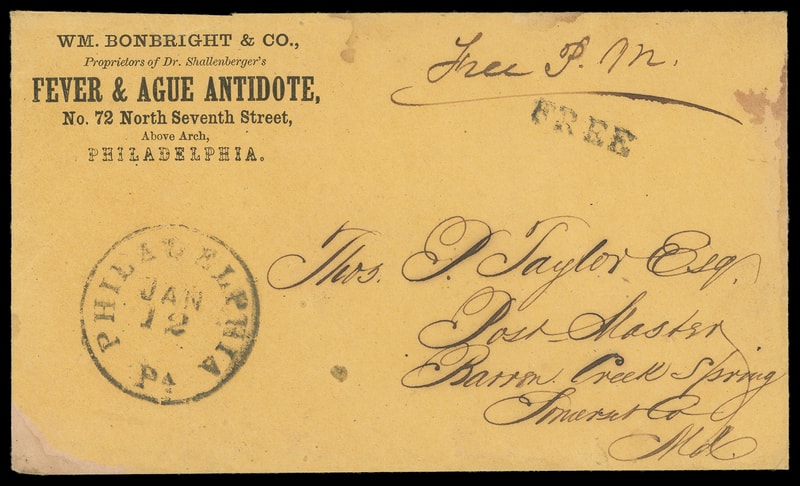 WM. BONBRIGHT & CO.,
Proprietors of Dr. Shallenberger's
FEVER & AGUE ANTIDOTE,
No. 72 North Seventh Street,
Above Arch,
PHILADELPHIA.
Free P. M.
FREE
PHILADELPHIA
JAN
12
Pa
Thos. P. Taylor Esq.
Post Master
Barren Creek Spring
Somerset Co
Md.